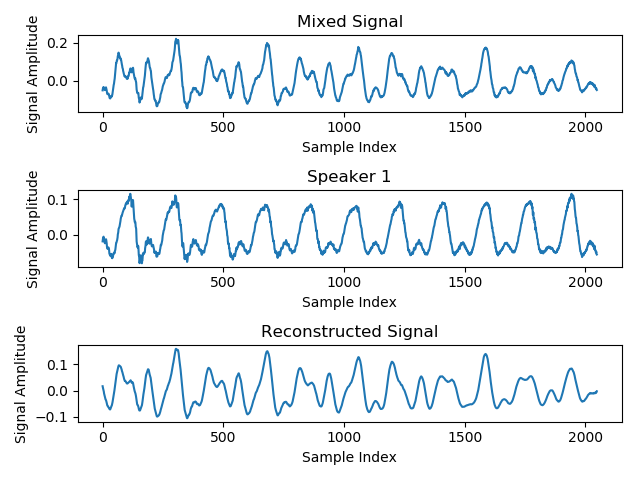 Mixed Signal
Signal Amplitude
0.2
0.0
0 500 1000 1500 2000
Sample Index
Speaker 1
Signal Amplitude
0.1
0.0
0 500 1000 1500 2000
Sample Index
Reconstructed Signal
Signal Amplitude
0.1
0.0
−0.1
0 500 1000 1500 2000
Sample Index